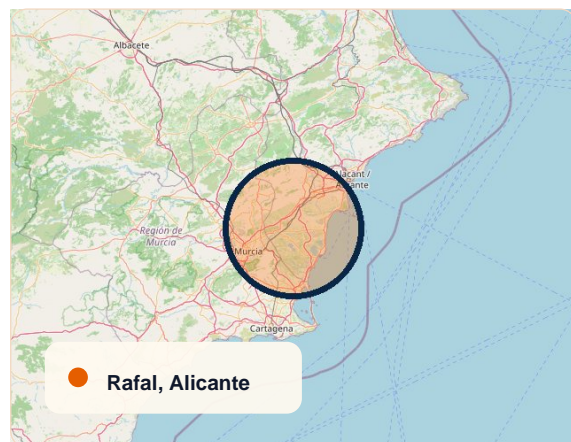 Albacete
Alacant /
Alicante
Región de
Murcia
Murcia
Cartagena
Rafal, Alicante